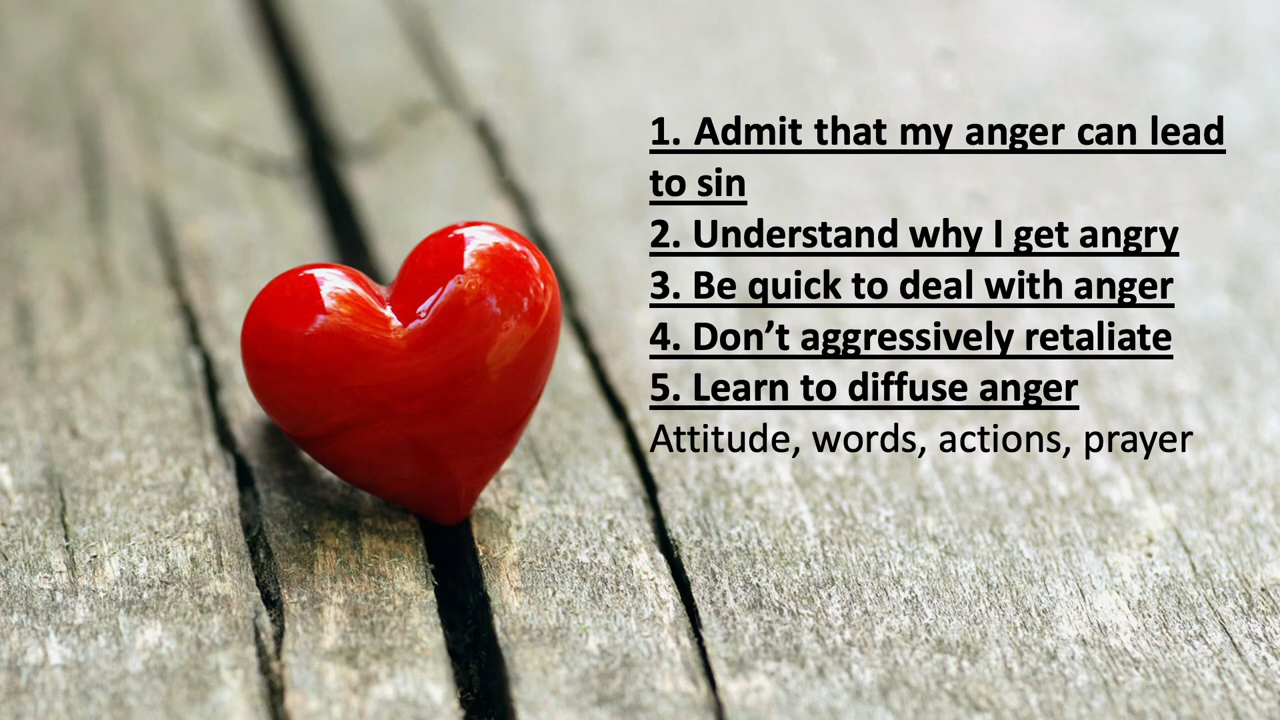 1. Admit that my anger can lead
to sin
2. Understand why I get angry
3. Be quick to deal with anger
4. Don’t aggressively retaliate
5. Learn to diffuse anger
Attitude, words, actions, prayer